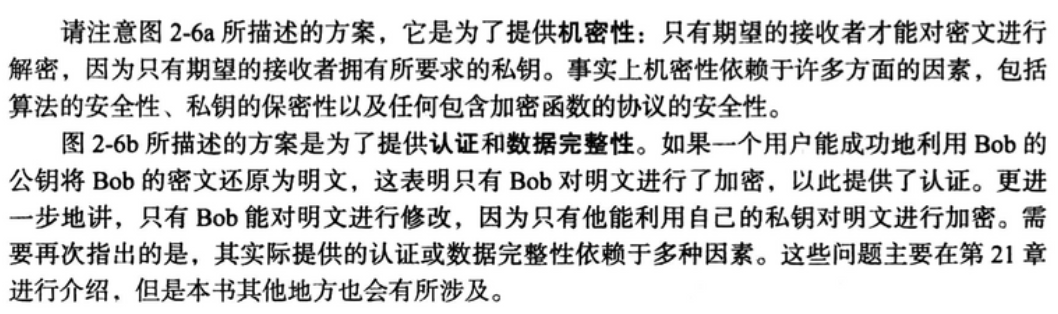 请注意图 2-6a 所描述的方案，它是为了提供机密性：只有期望的接收者才能对密文进行
解密，因为只有期望的接收者拥有所要求的私钥。事实上机密性依赖于许多方面的因素，包括
算法的安全性、私钥的保密性以及任何包含加密函数的协议的安全性。
图 2-6b 所描述的方案是为了提供认证和数据完整性。如果一个用户能成功地利用 Bob 的
公钥将 Bob 的密文还原为明文，这表明只有 Bob 对明文进行了加密，以此提供了认证。更进
一步地讲，只有 Bob 能对明文进行修改，因为只有他能利用自己的私钥对明文进行加密。需
要再次指出的是，其实际提供的认证或数据完整性依赖于多种因素。这些问题主要在第 21 章
进行介绍，但是本书其他地方也会有所涉及。